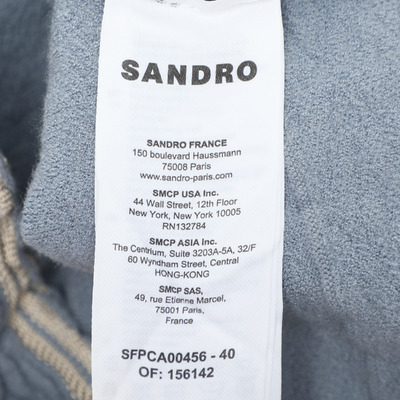 SANDRO
SANDRO FRANCE
150 boulevard Haussmann
75008 Paris
www.sandro-paris.com
SMCP USA Inc.
44 Wall Street, 12th Floor
New York, New York 10005
RN132784
SMCP ASIA Inc.
The Centrium, Suite 3203A-5A, 32/F
60 Wyndham Street, Central
HONG-KONG
SMCP SAS,
49, rue Etienne Marcel,
75001 Paris,
France
SFPCA00456 - 40
OF: 156142